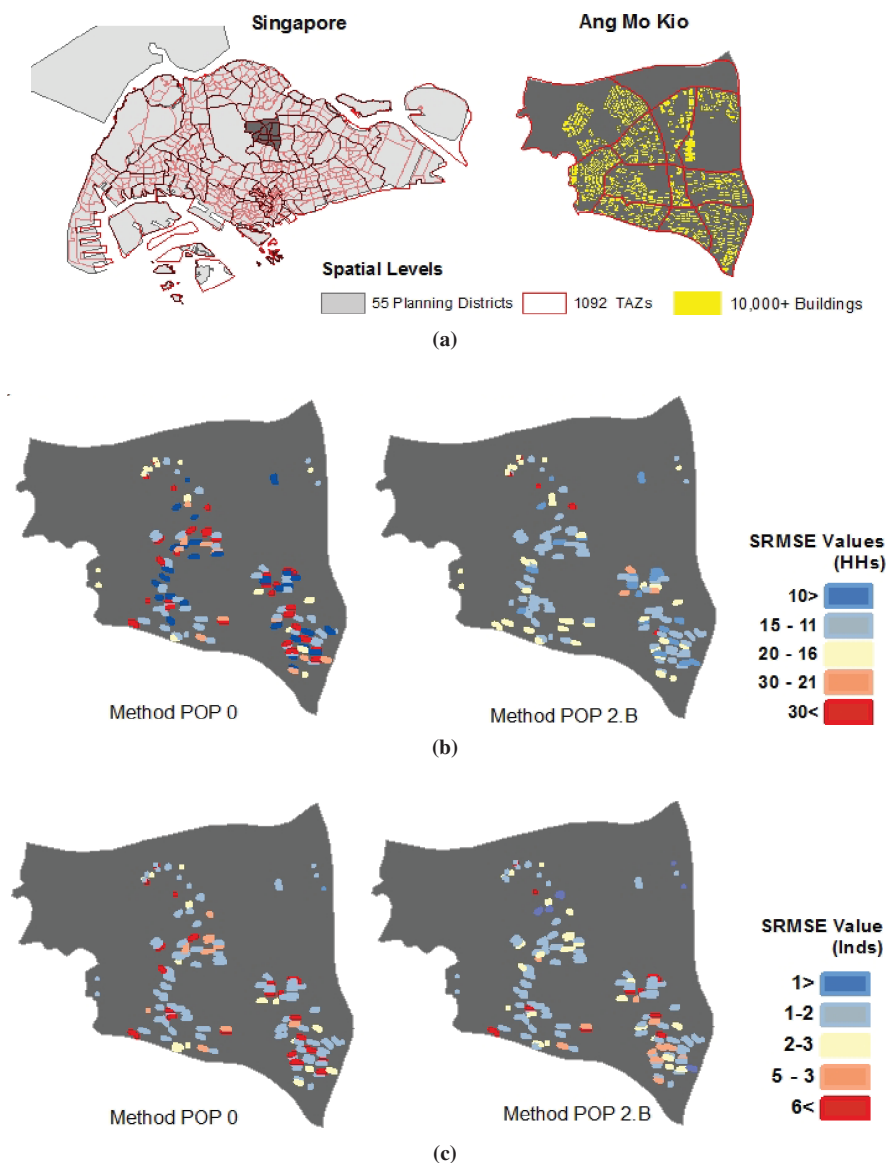 Singapore
Ang Mo Kio
Spatial Levels
55 Planning Districts
1092 TAZs
10,000+ Buildings
(a)
SRMSE Values
(HHs)
10>
15 - 11
20 - 16
30 - 21
30<
Method POP 0
Method POP 2.B
(b)
SRMSE Value
(Inds)
1>
1-2
2-3
5 - 3
6<
Method POP 0
Method POP 2.B
(c)